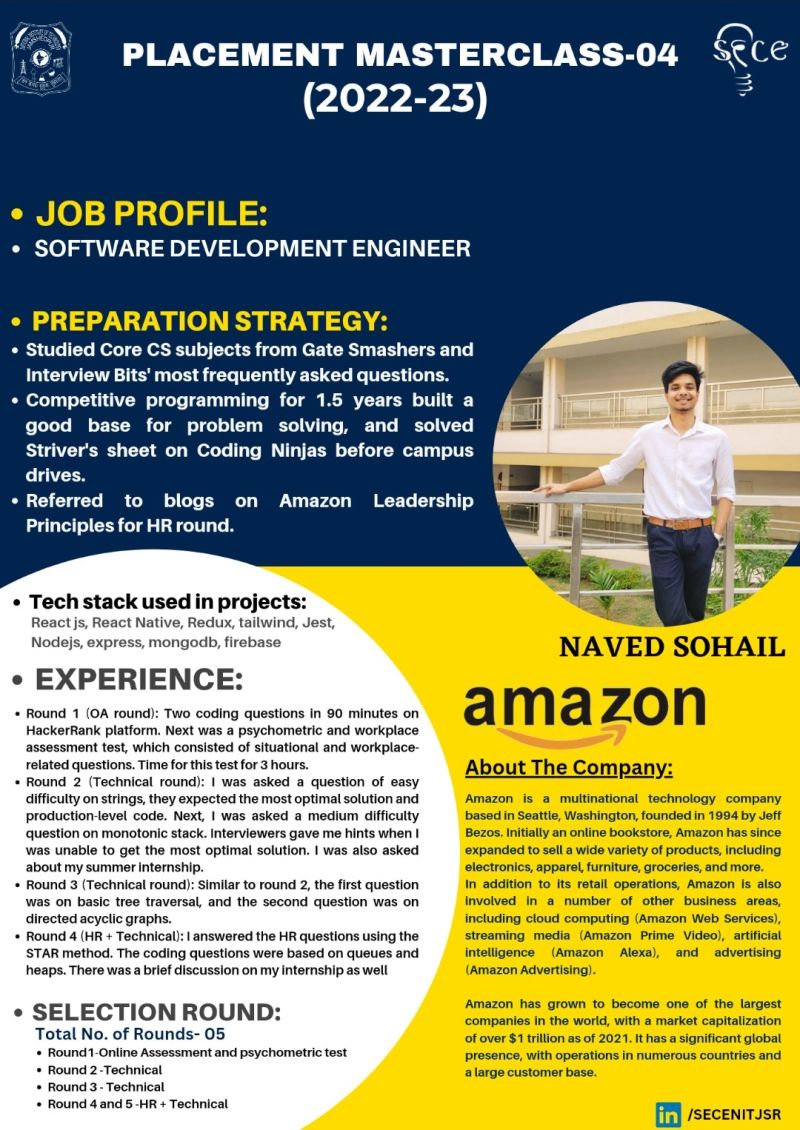 PLACEMENT MASTERCLASS-04
(2022-23)
sece
• JOB PROFILE:
• SOFTWARE DEVELOPMENT ENGINEER
• PREPARATION STRATEGY:
• Studied Core CS subjects from Gate Smashers and
Interview Bits' most frequently asked questions.
• Competitive programming for 1.5 years built a
good base for problem solving, and solved
Striver's sheet on Coding Ninjas before campus
drives.
• Referred to blogs on Amazon Leadership
Principles for HR round.
• Tech stack used in projects:
React js, React Native, Redux, tailwind, Jest,
Nodejs, express, mongodb, firebase
• EXPERIENCE:
• Round 1 (OA round): Two coding questions in 90 minutes on
HackerRank platform. Next was a psychometric and workplace
assessment test, which consisted of situational and workplace-
related questions. Time for this test for 3 hours.
• Round 2 (Technical round): I was asked a question of easy
difficulty on strings, they expected the most optimal solution and
production-level code. Next, I was asked a medium difficulty
question on monotonic stack. Interviewers gave me hints when I
was unable to get the most optimal solution. I was also asked
about my summer internship.
• Round 3 (Technical round): Similar to round 2, the first question
was on basic tree traversal, and the second question was on
directed acyclic graphs.
• Round 4 (HR + Technical): I answered the HR questions using the
STAR method. The coding questions were based on queues and
heaps. There was a brief discussion on my internship as well
• SELECTION ROUND:
Total No. of Rounds- 05
• Round1-Online Assessment and psychometric test
• Round 2 -Technical
• Round 3 - Technical
• Round 4 and 5 -HR + Technical
NAVED SOHAIL
amazon
About The Company:
Amazon is a multinational technology company
based in Seattle, Washington, founded in 1994 by Jeff
Bezos. Initially an online bookstore, Amazon has since
expanded to sell a wide variety of products, including
electronics, apparel, furniture, groceries, and more.
In addition to its retail operations, Amazon is also
involved in a number of other business areas,
including cloud computing (Amazon Web Services),
streaming media (Amazon Prime Video), artificial
intelligence (Amazon Alexa), and advertising
(Amazon Advertising).
Amazon has grown to become one of the largest
companies in the world, with a market capitalization
of over $1 trillion as of 2021. It has a significant global
presence, with operations in numerous countries and
a large customer base.
in /SECENITJSR